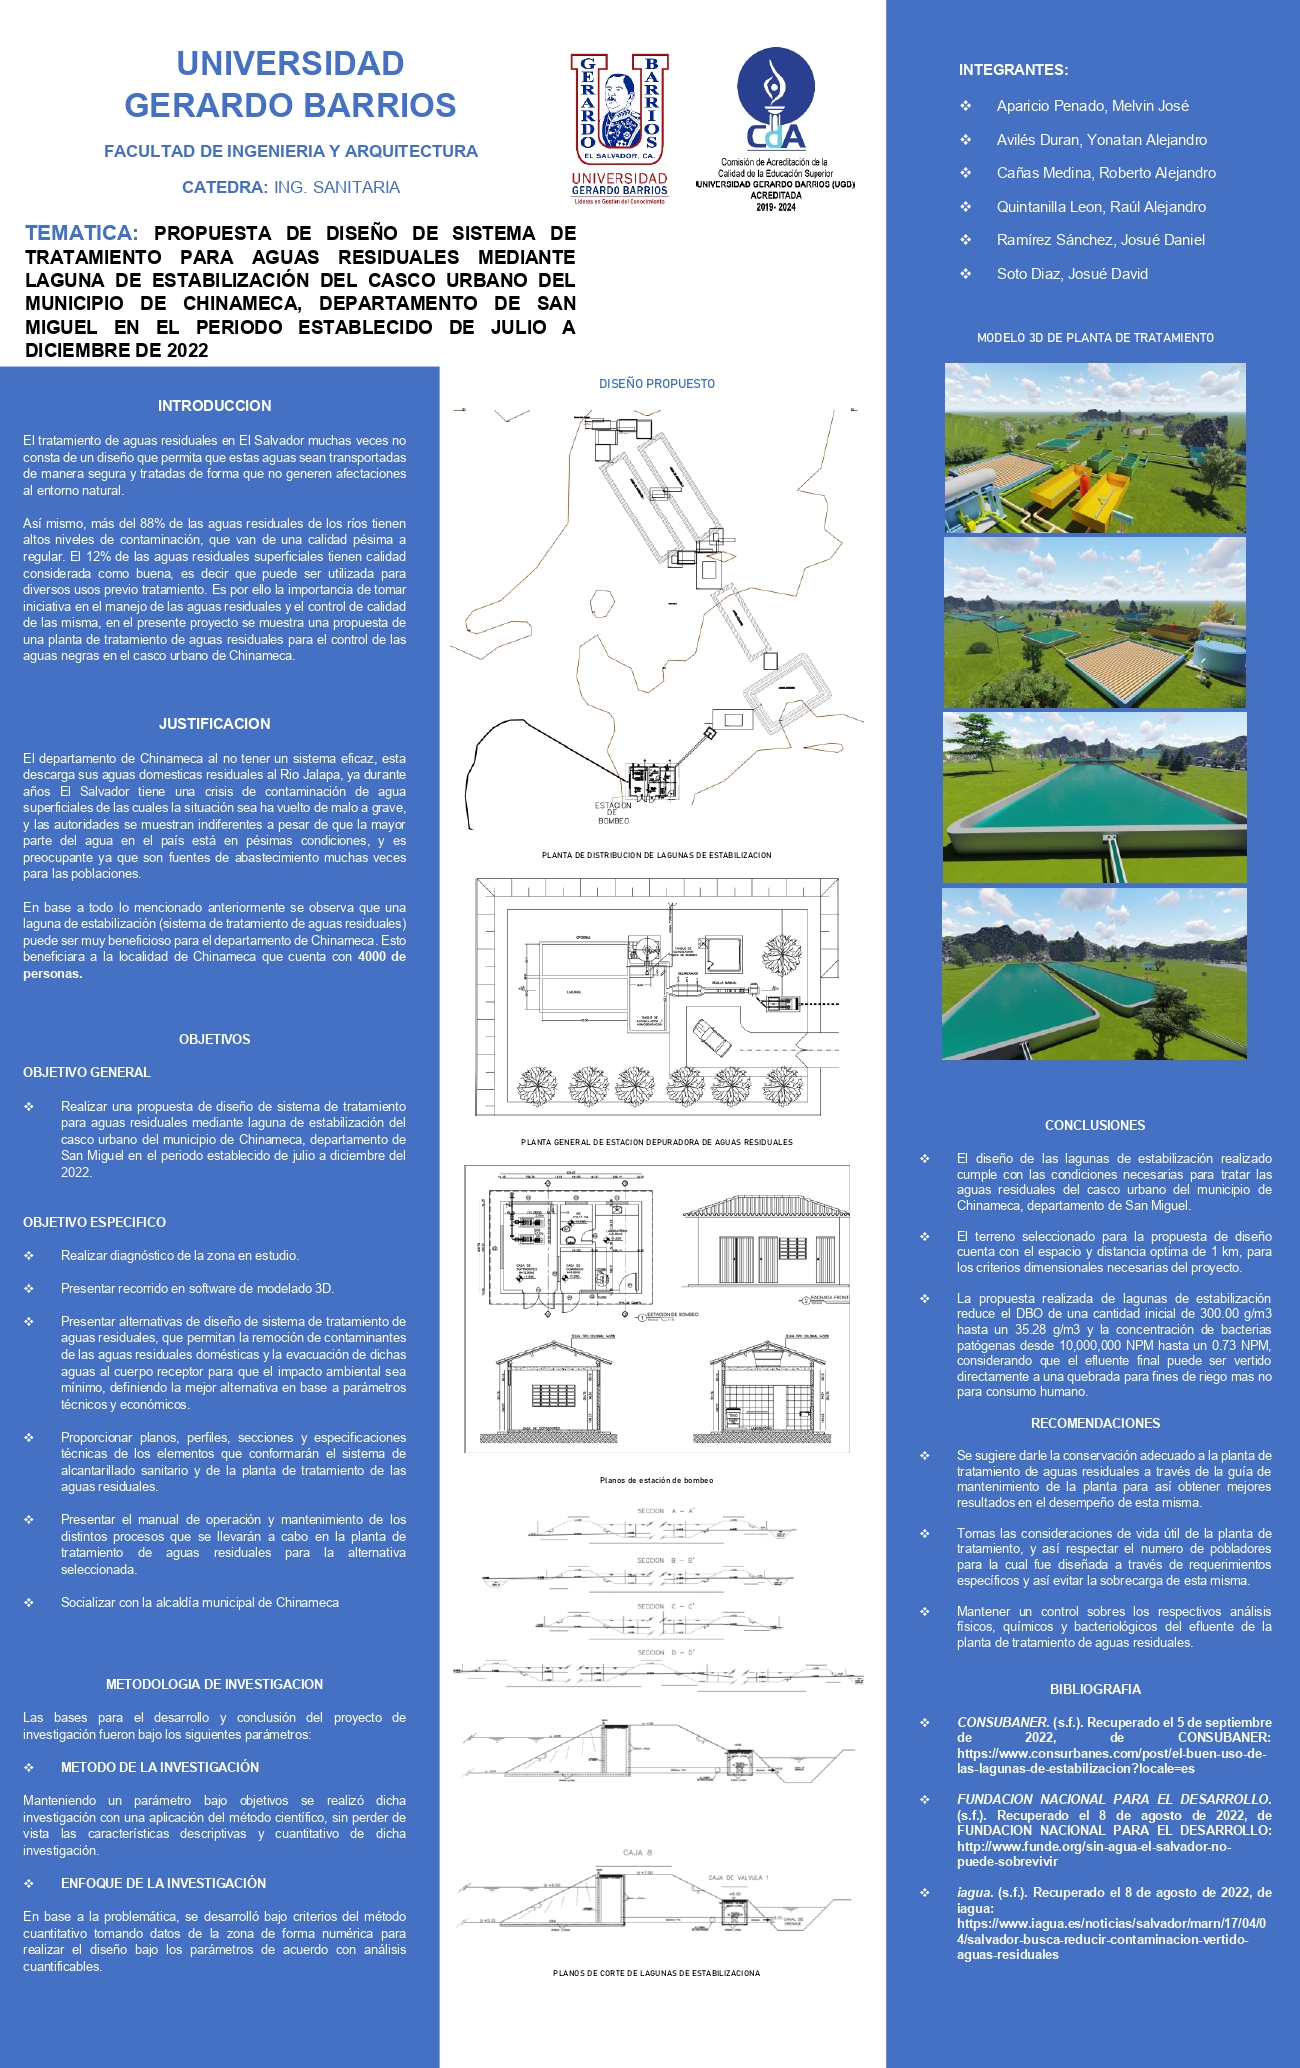 UNIVERSIDAD
GERARDO BARRIOS
FACULTAD DE INGENIERIA Y ARQUITECTURA
CATEDRA: ING. SANITARIA
GERARDO
BARRIOS
EL SALVADOR, CA.
UNIVERSIDAD
GERARDO BARRIOS
Líderes en Gestión del Conocimiento
CdA
Comisión de Acreditación de la
Calidad de la Educación Superior
UNIVERSIDAD GERARDO BARRIOS (UGB)
ACREDITADA
2019- 2024
TEMATICA: PROPUESTA DE DISEÑO DE SISTEMA DE
TRATAMIENTO PARA AGUAS RESIDUALES MEDIANTE
LAGUNA DE ESTABILIZACIÓN DEL CASCO URBANO DEL
MUNICIPIO DE CHINAMECA, DEPARTAMENTO DE SAN
MIGUEL EN EL PERIODO ESTABLECIDO DE JULIO A
DICIEMBRE DE 2022
INTRODUCCION
El tratamiento de aguas residuales en El Salvador muchas veces no
consta de un diseño que permita que estas aguas sean transportadas
de manera segura y tratadas de forma que no generen afectaciones
al entorno natural.
Así mismo, más del 88% de las aguas residuales de los ríos tienen
altos niveles de contaminación, que van de una calidad pésima a
regular. El 12% de las aguas residuales superficiales tienen calidad
considerada como buena, es decir que puede ser utilizada para
diversos usos previo tratamiento. Es por ello la importancia de tomar
iniciativa en el manejo de las aguas residuales y el control de calidad
de las misma, en el presente proyecto se muestra una propuesta de
una planta de tratamiento de aguas residuales para el control de las
aguas negras en el casco urbano de Chinameca.
JUSTIFICACION
El departamento de Chinameca al no tener un sistema eficaz, esta
descarga sus aguas domesticas residuales al Rio Jalapa, ya durante
años El Salvador tiene una crisis de contaminación de agua
superficiales de las cuales la situación sea ha vuelto de malo a grave,
y las autoridades se muestran indiferentes a pesar de que la mayor
parte del agua en el país está en pésimas condiciones, y es
preocupante ya que son fuentes de abastecimiento muchas veces
para las poblaciones.
En base a todo lo mencionado anteriormente se observa que una
laguna de estabilización (sistema de tratamiento de aguas residuales)
puede ser muy beneficioso para el departamento de Chinameca. Esto
beneficiara a la localidad de Chinameca que cuenta con 4000 de
personas.
OBJETIVOS
OBJETIVO GENERAL
❖ Realizar una propuesta de diseño de sistema de tratamiento
para aguas residuales mediante laguna de estabilización del
casco urbano del municipio de Chinameca, departamento de
San Miguel en el periodo establecido de julio a diciembre del
2022.
OBJETIVO ESPECIFICO
❖ Realizar diagnóstico de la zona en estudio.
❖ Presentar recorrido en software de modelado 3D.
❖ Presentar alternativas de diseño de sistema de tratamiento de
aguas residuales, que permitan la remoción de contaminantes
de las aguas residuales domésticas y la evacuación de dichas
aguas al cuerpo receptor para que el impacto ambiental sea
mínimo, definiendo la mejor alternativa en base a parámetros
técnicos y económicos.
❖ Proporcionar planos, perfiles, secciones y especificaciones
técnicas de los elementos que conformarán el sistema de
alcantarillado sanitario y de la planta de tratamiento de las
aguas residuales.
❖ Presentar el manual de operación y mantenimiento de los
distintos procesos que se llevarán a cabo en la planta de
tratamiento de aguas residuales para la alternativa
seleccionada.
❖ Socializar con la alcaldía municipal de Chinameca
METODOLOGIA DE INVESTIGACION
Las bases para el desarrollo y conclusión del proyecto de
investigación fueron bajo los siguientes parámetros:
❖ METODO DE LA INVESTIGACIÓN
Manteniendo un parámetro bajo objetivos se realizó dicha
investigación con una aplicación del método científico, sin perder de
vista las características descriptivas y cuantitativo de dicha
investigación.
❖ ENFOQUE DE LA INVESTIGACIÓN
En base a la problemática, se desarrolló bajo criterios del método
cuantitativo tomando datos de la zona de forma numérica para
realizar el diseño bajo los parámetros de acuerdo con análisis
cuantificables.
DISEÑO PROPUESTO
ESTACION
DE
BOMBEO
PLANTA DE DISTRIBUCION DE LAGUNAS DE ESTABILIZACION
OFICINA
LAGUNA
REJILLA MANUAL
PLANTA GENERAL DE ESTACION DEPURADORA DE AGUAS RESIDUALES
ESTACION DE BOMBEO
FACHADA FRONT
Planos de estación de bombeo
SECCION A – A'
SECCION B – B'
SECCION C – C'
SECCION D – D'
CAJA 8
CAJA DE VALVULA 1
CANAL DE
PLANOS DE CORTE DE LAGUNAS DE ESTABILIZACIONA
INTEGRANTES:
❖ Aparicio Penado, Melvin José
❖ Avilés Duran, Yonatan Alejandro
❖ Cañas Medina, Roberto Alejandro
❖ Quintanilla Leon, Raúl Alejandro
❖ Ramírez Sánchez, Josué Daniel
❖ Soto Diaz, Josué David
MODELO 3D DE PLANTA DE TRATAMIENTO
CONCLUSIONES
❖ El diseño de las lagunas de estabilización realizado
cumple con las condiciones necesarias para tratar las
aguas residuales del casco urbano del municipio de
Chinameca, departamento de San Miguel.
❖ El terreno seleccionado para la propuesta de diseño
cuenta con el espacio y distancia optima de 1 km, para
los criterios dimensionales necesarias del proyecto.
❖ La propuesta realizada de lagunas de estabilización
reduce el DBO de una cantidad inicial de 300.00 g/m3
hasta un 35.28 g/m3 y la concentración de bacterias
patógenas desde 10,000,000 NPM hasta un 0.73 NPM,
considerando que el efluente final puede ser vertido
directamente a una quebrada para fines de riego mas no
para consumo humano.
RECOMENDACIONES
❖ Se sugiere darle la conservación adecuado a la planta de
tratamiento de aguas residuales a través de la guía de
mantenimiento de la planta para así obtener mejores
resultados en el desempeño de esta misma.
❖ Tomas las consideraciones de vida útil de la planta de
tratamiento, y así respectar el numero de pobladores
para la cual fue diseñada a través de requerimientos
específicos y así evitar la sobrecarga de esta misma.
❖ Mantener un control sobre los respectivos análisis
físicos, químicos y bacteriológicos del efluente de la
planta de tratamiento de aguas residuales.
BIBLIOGRAFIA
❖ CONSUBANER. (s.f.). Recuperado el 5 de septiembre
de 2022, de CONSUBANER:
https://www.consurbanes.com/post/el-buen-uso-de-
las-lagunas-de-estabilizacion?locale=es
❖ FUNDACION NACIONAL PARA EL DESARROLLO.
(s.f.). Recuperado el 8 de agosto de 2022, de
FUNDACION NACIONAL PARA EL DESARROLLO:
http://www.funde.org/sin-agua-el-salvador-no-
puede-sobrevivir
❖ iagua. (s.f.). Recuperado el 8 de agosto de 2022, de
iagua:
https://www.iagua.es/noticias/salvador/marn/17/04/0
4/salvador-busca-reducir-contaminacion-vertido-
aguas-residuales